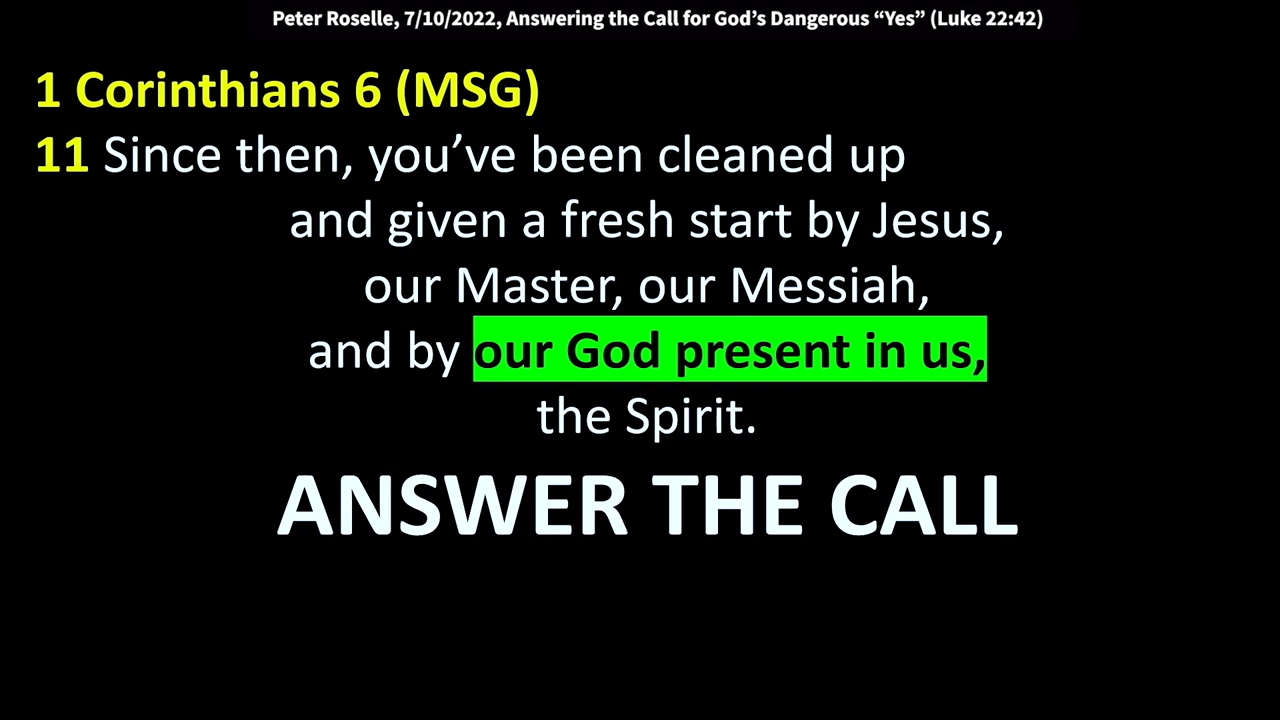 Peter Roselle, 7/10/2022, Answering the Call for God’s Dangerous “Yes” (Luke 22:42)
1 Corinthians 6 (MSG)
11 Since then, you’ve been cleaned up
and given a fresh start by Jesus,
our Master, our Messiah,
and by our God present in us,
the Spirit.
ANSWER THE CALL